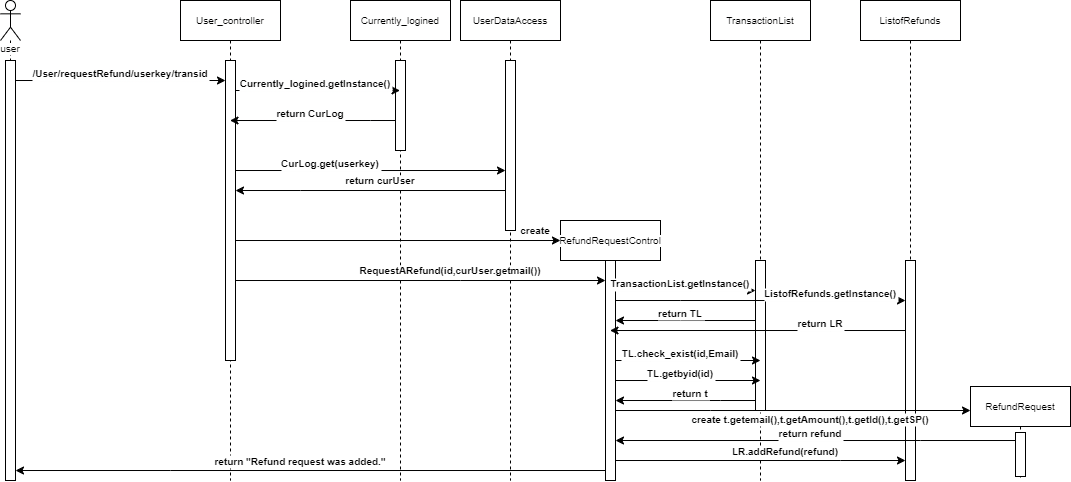 User_controller
Currently_logined
UserDataAccess
TransactionList
ListofRefunds
user
/User/requestRefund/userkey/transid
Currently_logined.getInstance()
return CurLog
CurLog.get(userkey)
return curUser
create
RefundRequestControl
RequestARefund(id,curUser.getmail())
TransactionList.getInstance()
ListofRefunds.getInstance()
return TL
return LR
TL.check_exist(id,Email)
TL.getbyid(id)
return t
RefundRequest
create t.getemail(),t.getAmount(),t.getId(),t.getSP()
return refund
LR.addRefund(refund)
return "Refund request was added."